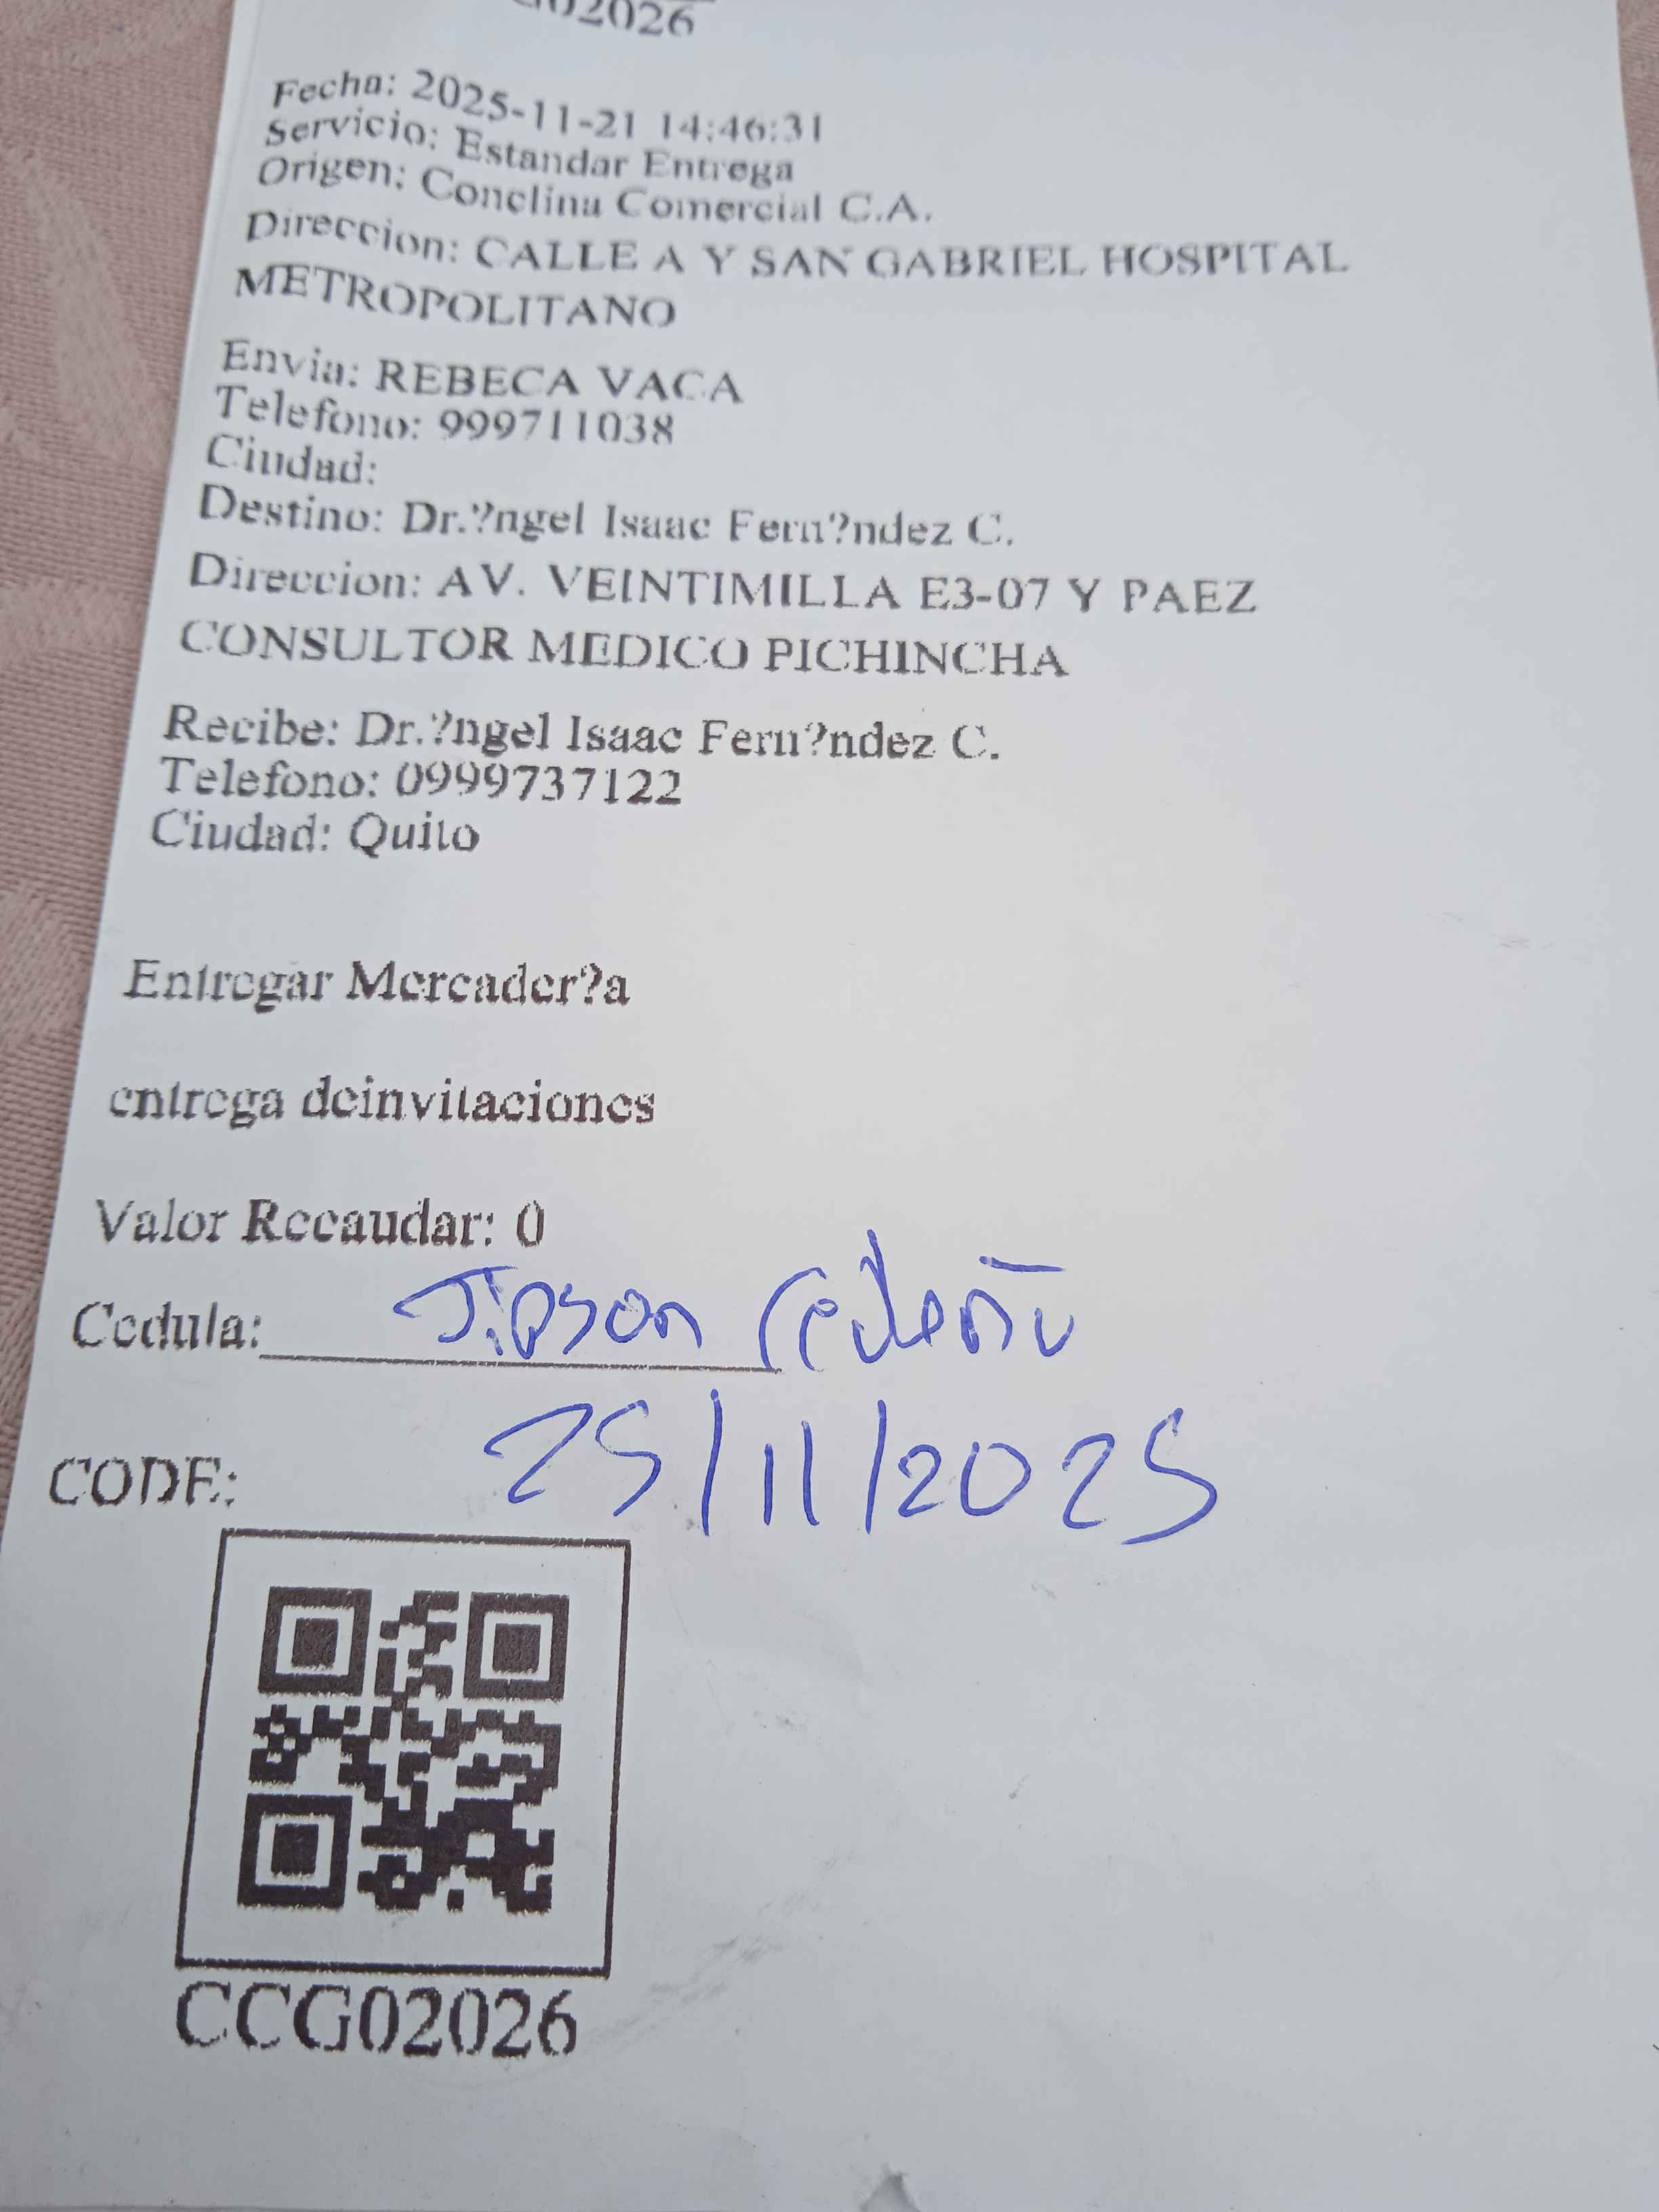 02026
Fecha: 2025-11-21 14:46:31
Servicio: Estandar Entrega
Origen: Conclina Comercial C.A.
Direccion: CALLE A Y SAN GABRIEL HOSPITAL
METROPOLITANO
Envia: REBECA VACA
Telefono: 999711038
Ciudad:
Destino: Dr.?ngel Isaac Fern?ndez C.
Direccion: AV. VEINTIMILLA E3-07 Y PAEZ
CONSULTOR MEDICO PICHINCHA
Recibe: Dr.?ngel Isaac Fern?ndez C.
Telefono: 0999737122
Ciudad: Quito
Entregar Mercader?a
entrega deinvitaciones
Valor Recaudar: 0
Cedula: Cedeño
25/11/2025
CODE:
CCG02026